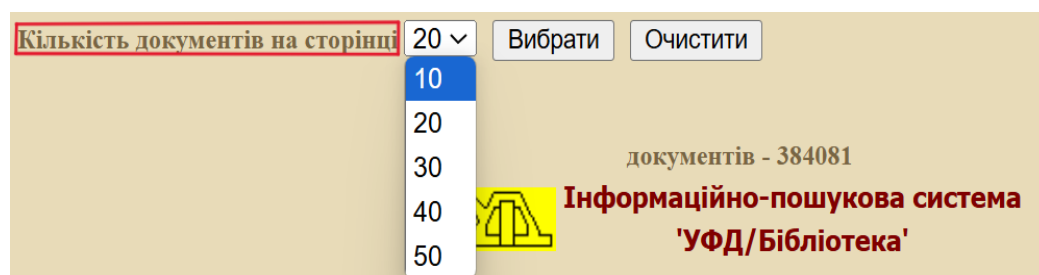 Кількість документів на сторінці 20 Вибрати Очистити
10
20
30
40
50
документів - 384081
Інформаційно-пошукова система
'УФД/Бібліотека'